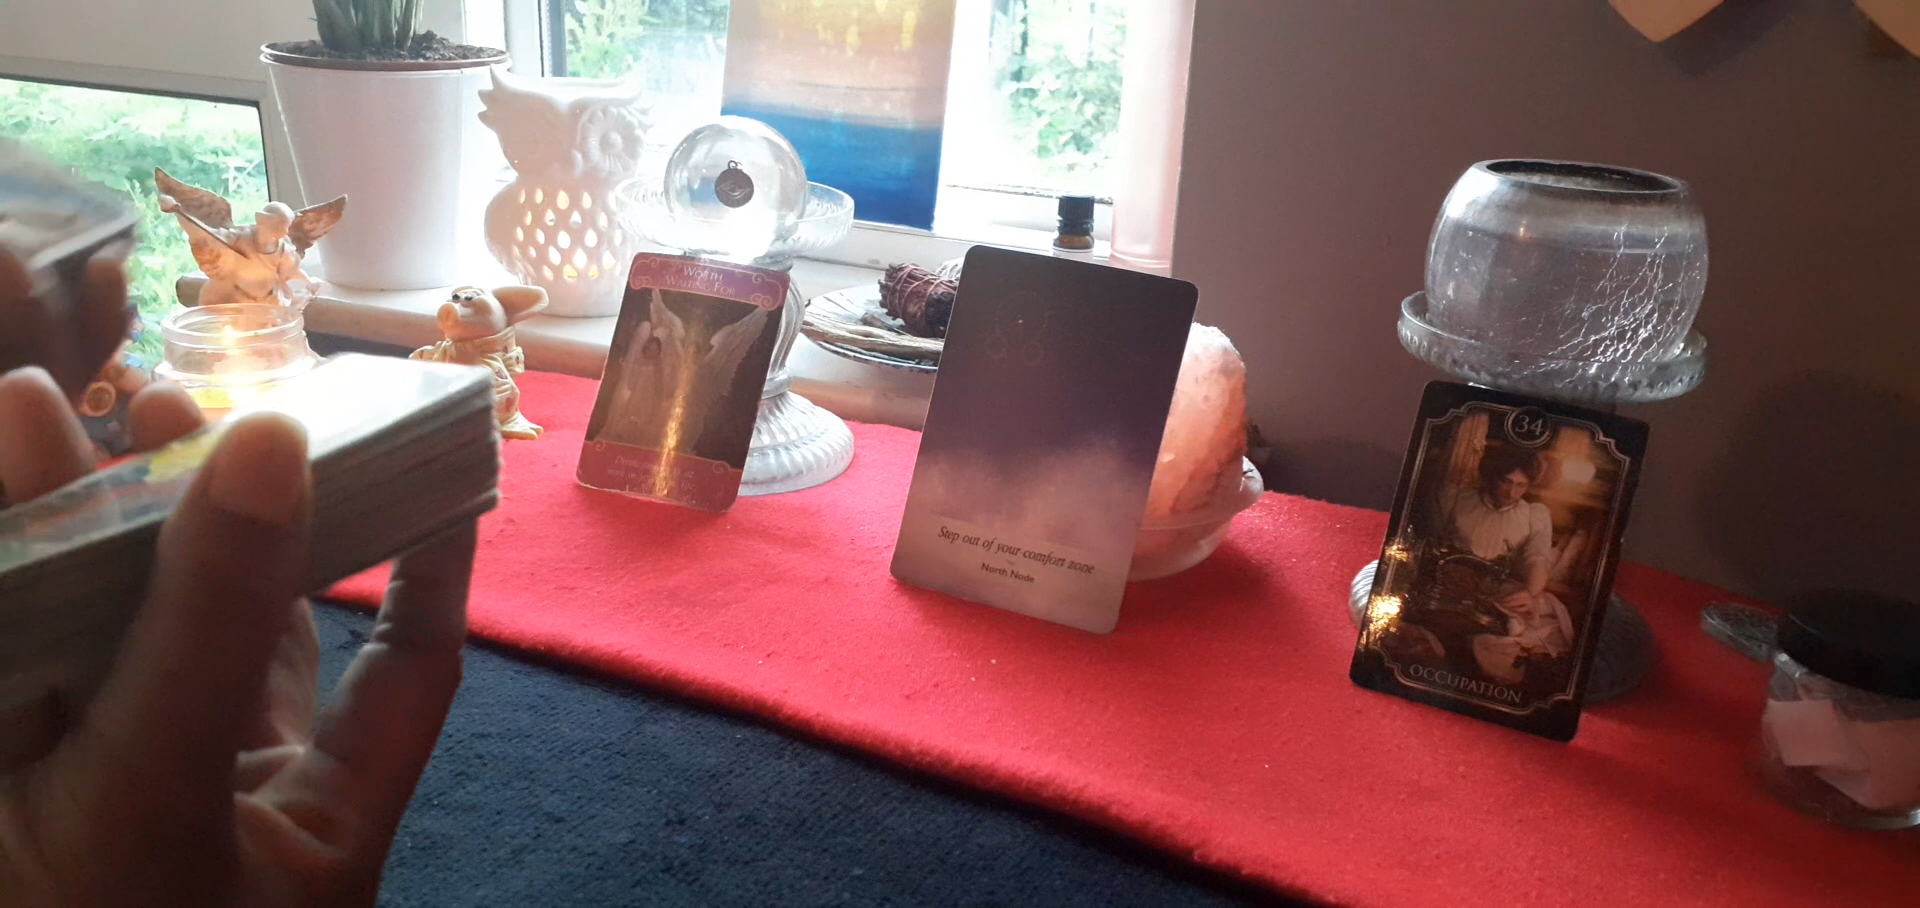 WORTH
WAITING FOR
Step out of your comfort zone
North Node
34
OCCUPATION